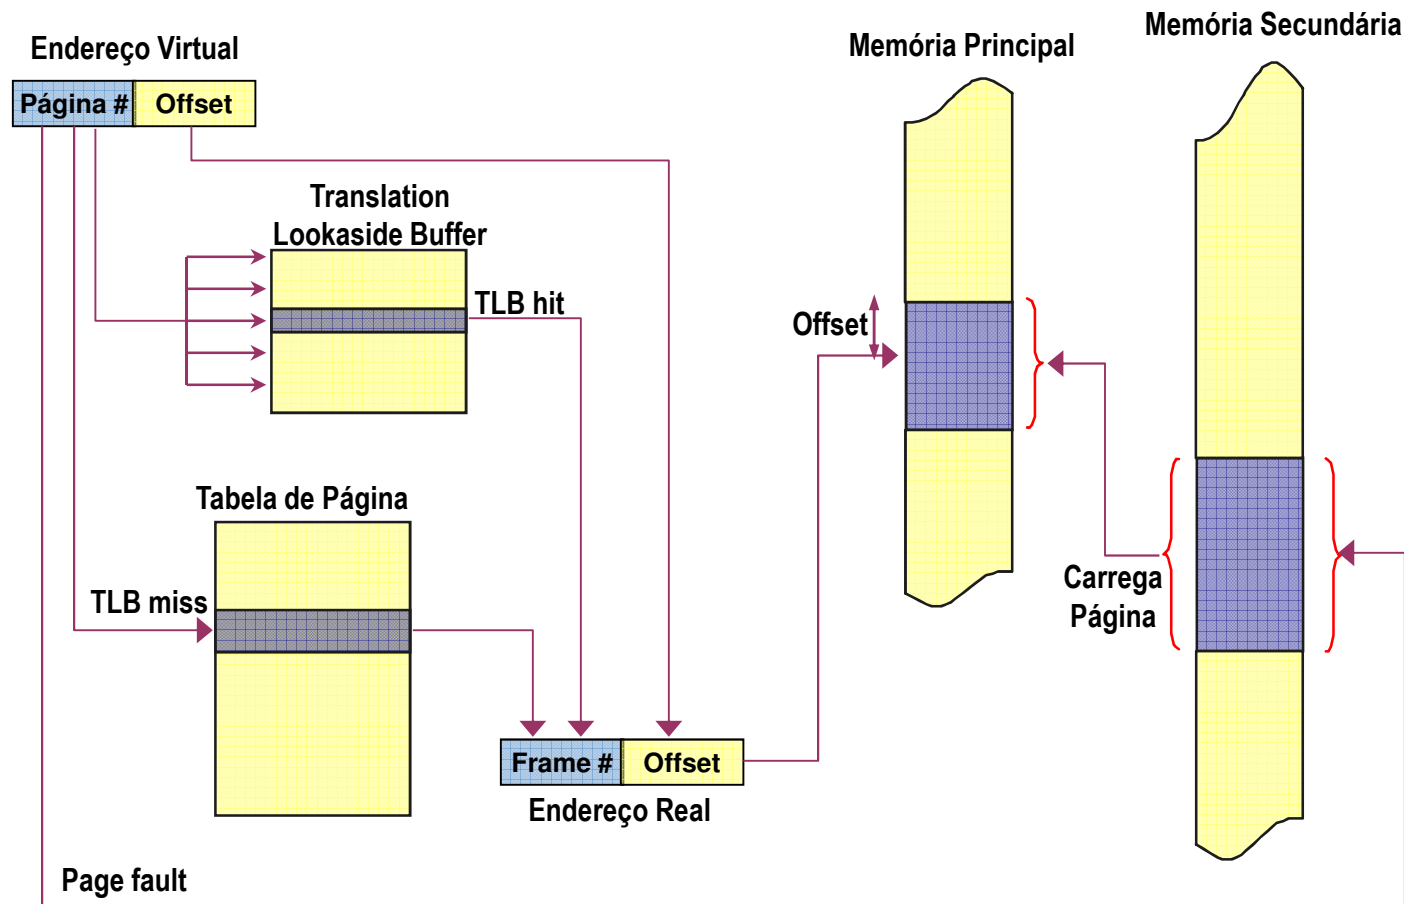 Endereço Virtual
Página # Offset
Memória Principal
Memória Secundária
Translation
Lookaside Buffer
TLB hit
Offset
Tabela de Página
TLB miss
Carrega
Página
Frame # Offset
Endereço Real
Page fault